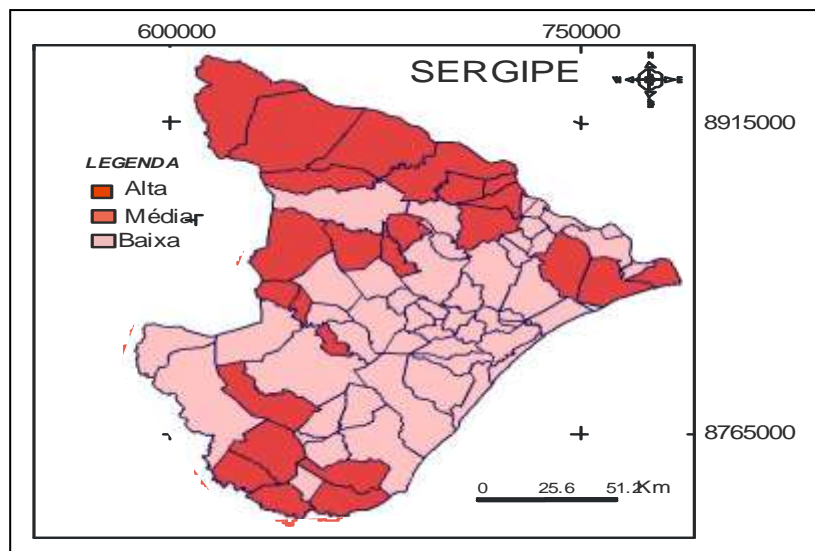 600000 750000
SERGIPE
N
8915000
LEGENDA
Alta
Média
Baixa
8765000
0 25.6 51.2 Km